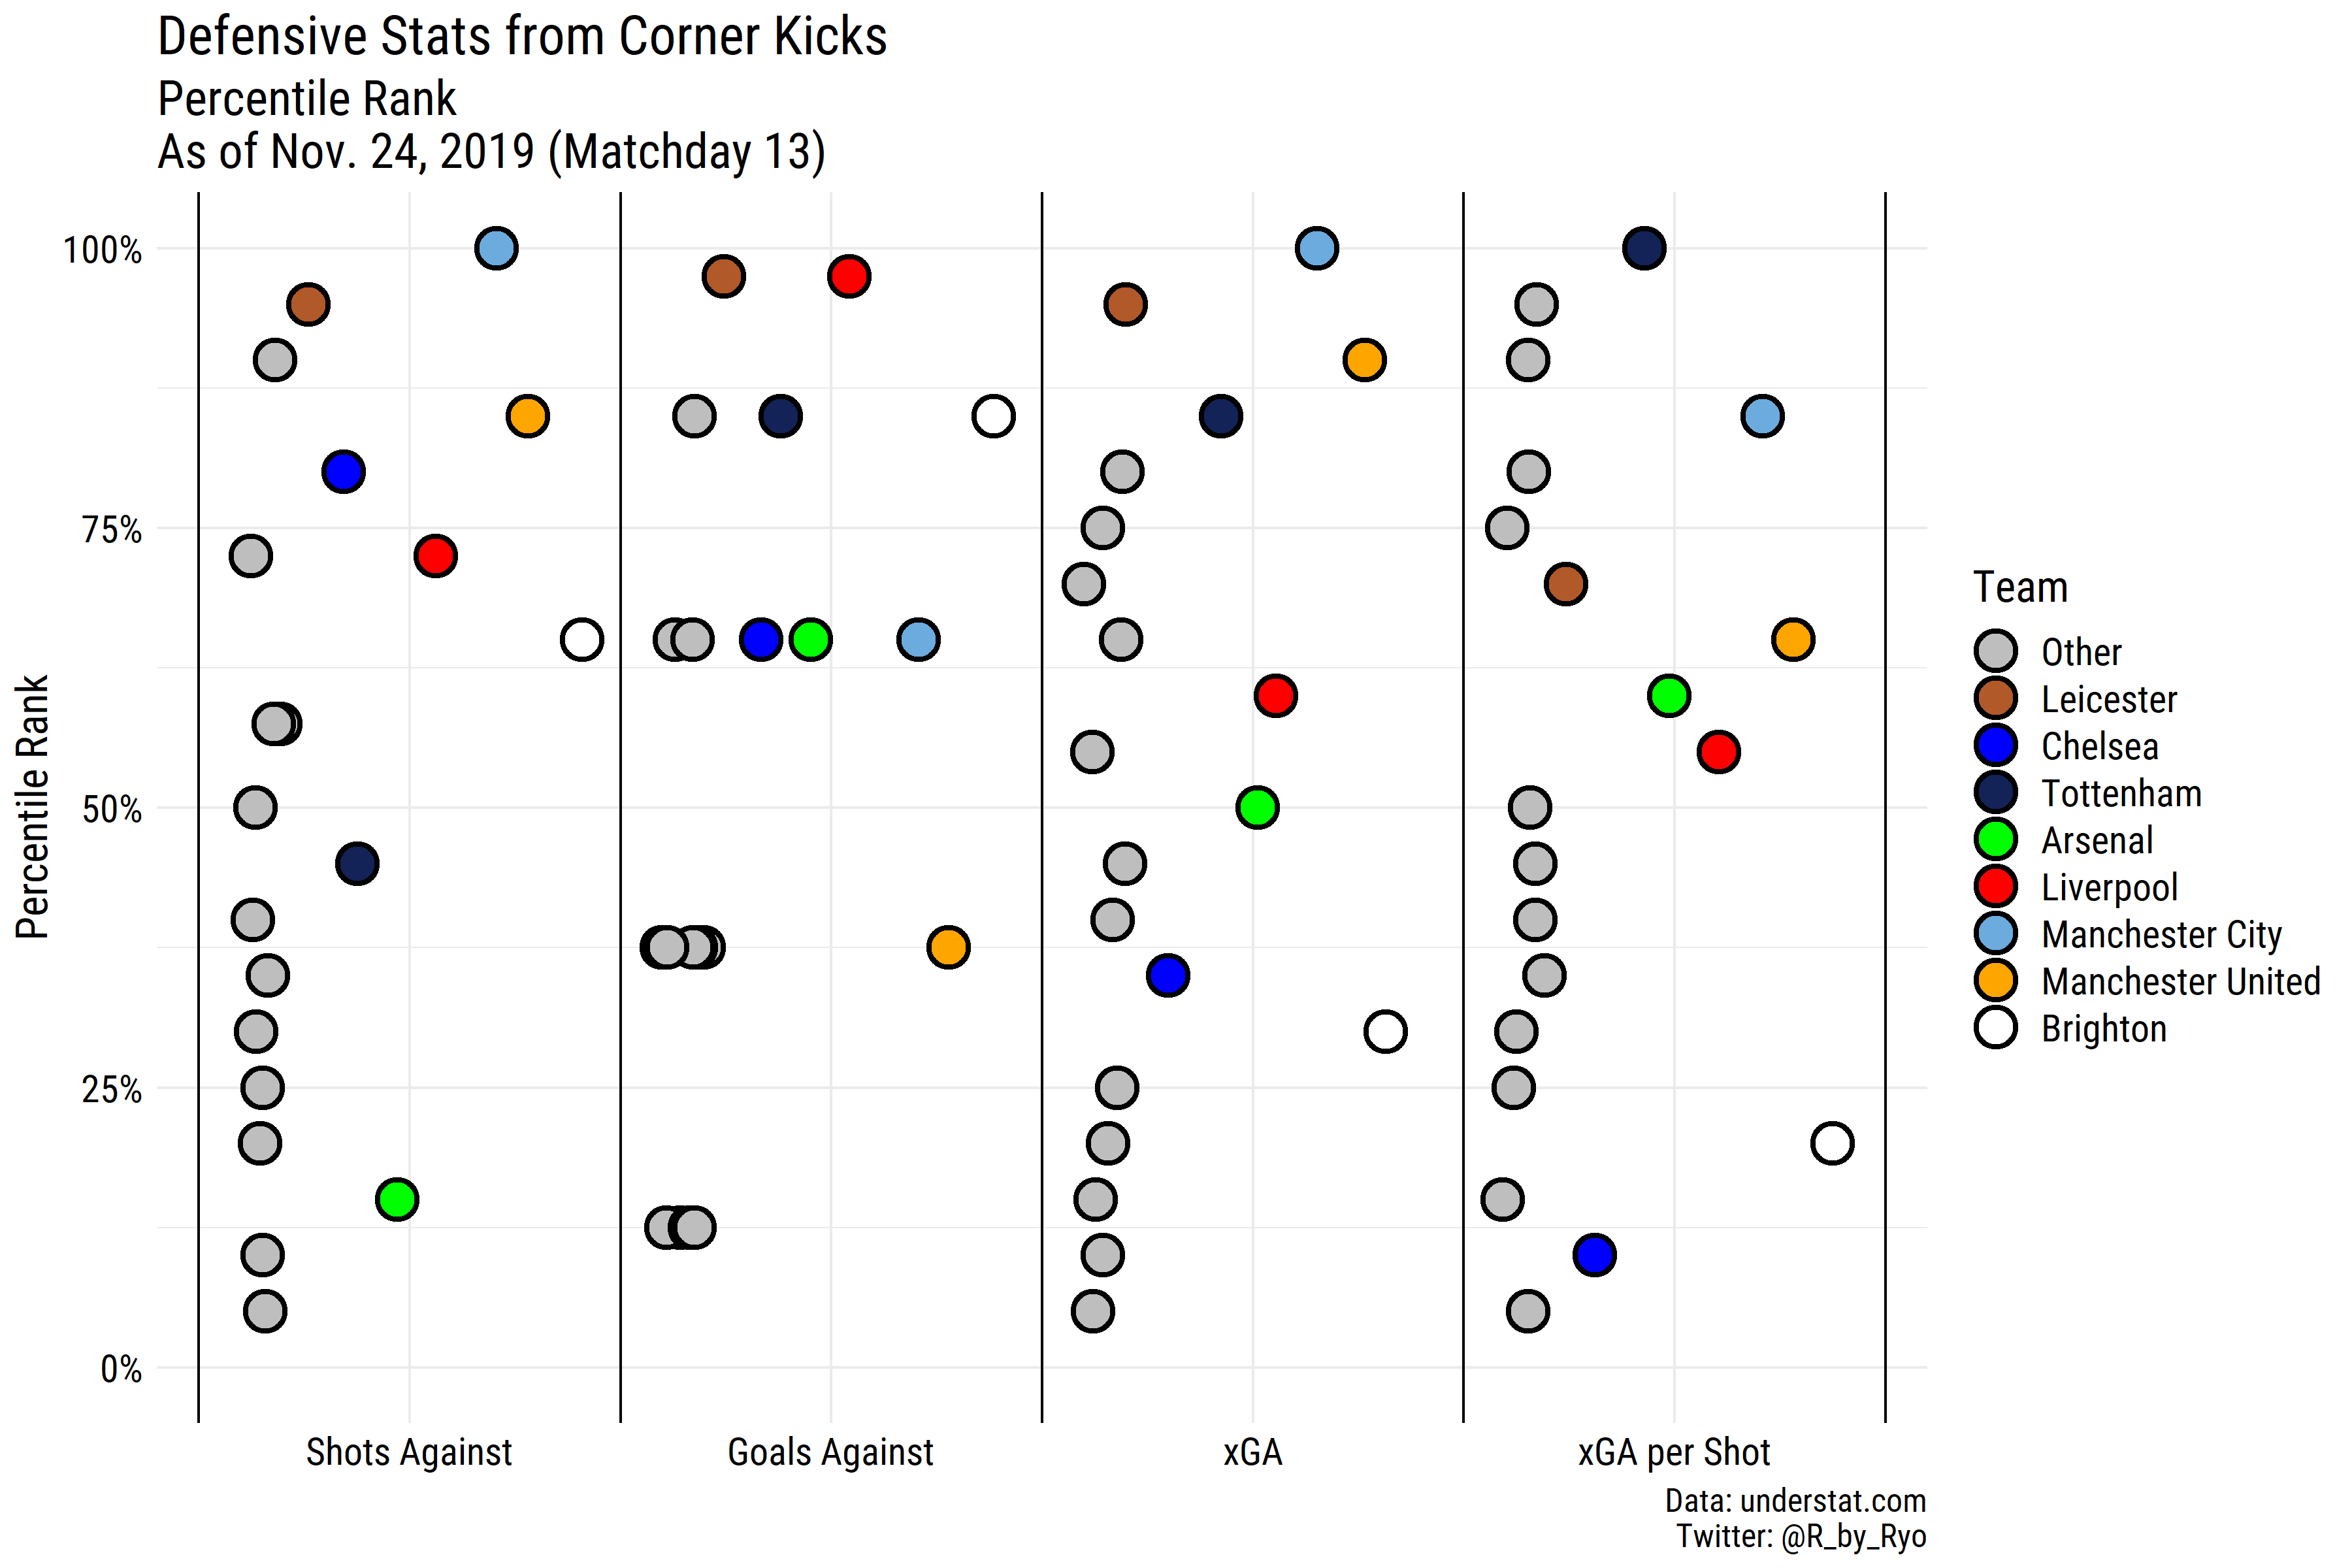 Defensive Stats from Corner Kicks
Percentile Rank
As of Nov. 24, 2019 (Matchday 13)
Percentile Rank
100%
75%
50%
25%
0%
Shots Against
Goals Against
xGA
xGA per Shot
Team
Other
Leicester
Chelsea
Tottenham
Arsenal
Liverpool
Manchester City
Manchester United
Brighton
Data: understat.com
Twitter: @R_by_Ryo